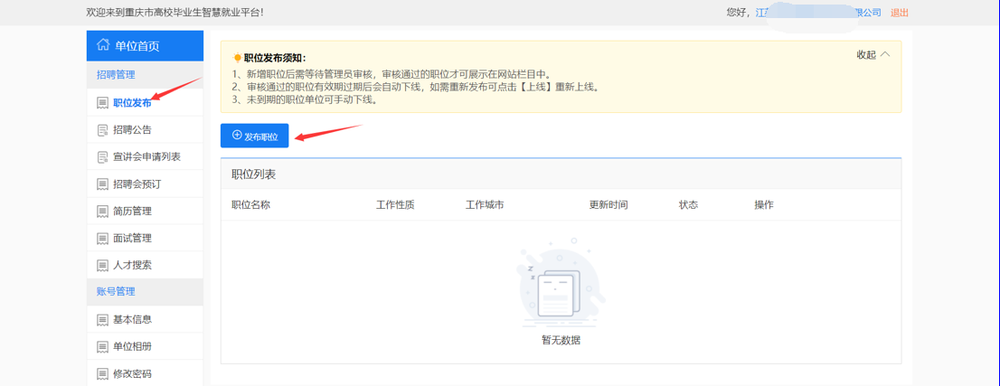 欢迎来到重庆市高校毕业生智慧就业平台！
您好，江 限公司 退出
单位首页
招聘管理
职位发布
招聘公告
宣讲会申请列表
招聘会预订
简历管理
面试管理
人才搜索
账号管理
基本信息
单位相册
修改密码
职位发布须知：
收起
1、新增职位后需等待管理员审核，审核通过的职位才可展示在网站栏目中。
2、审核通过的职位有效期过期后会自动下线，如需重新发布可点击【上线】重新上线。
3、未到期的职位单位可手动下线。
发布职位
职位列表
职位名称 工作性质 工作城市 更新时间 状态 操作
z z
暂无数据